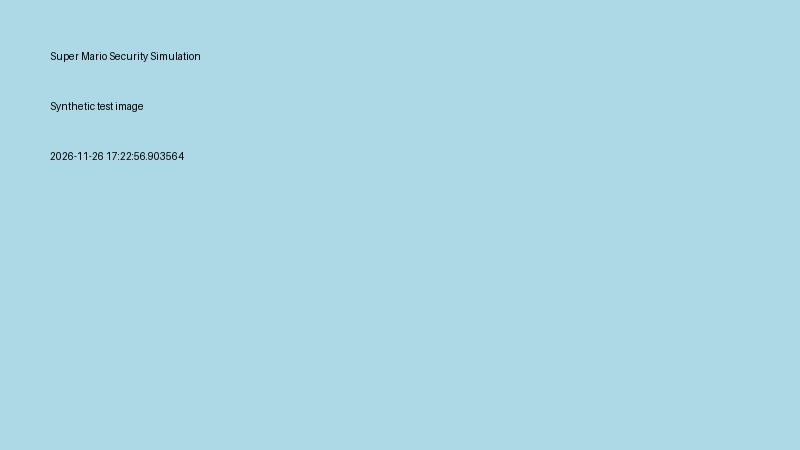 Super Mario Security Simulation
Synthetic test image
2026-11-26 17:22:56.903564